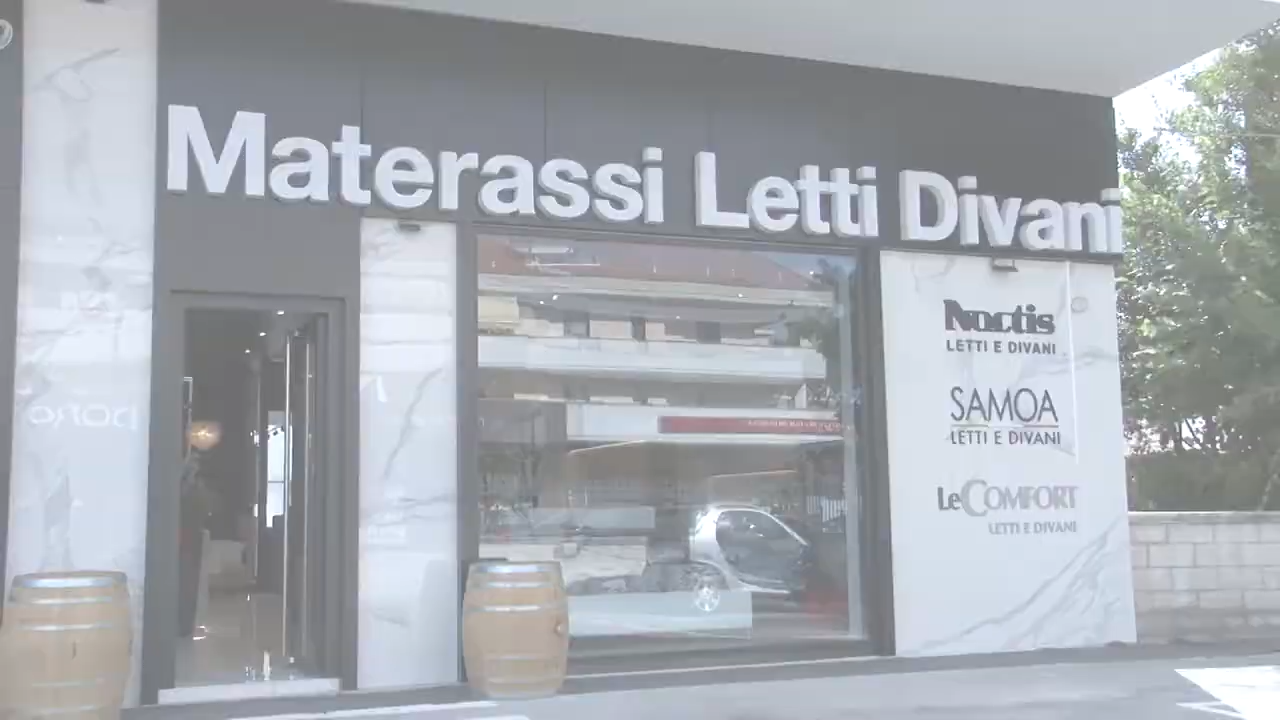 Materassi Letti Divani
Noctis
LETTI E DIVANI
SAMOA
LETTI E DIVANI
LeCOMFORT
LETTI E DIVANI